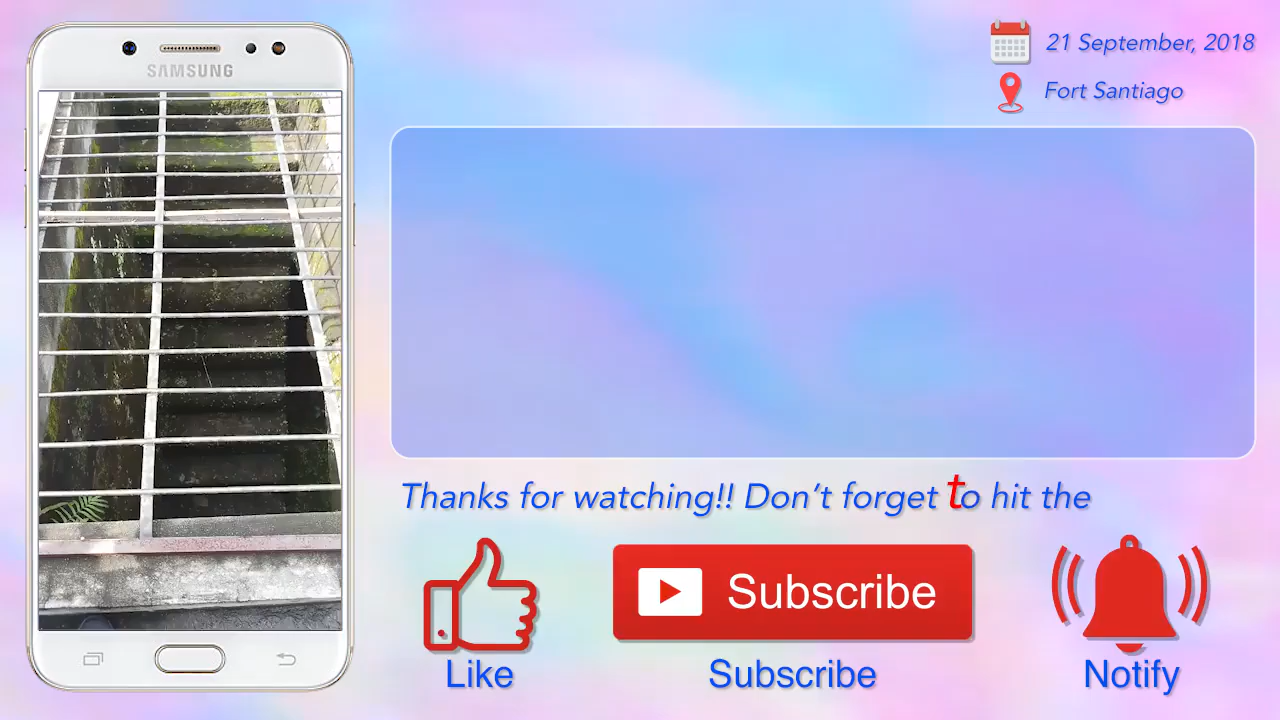 SAMSUNG
21 September, 2018
Fort Santiago
Thanks for watching!! Don't forget to hit the
Subscribe
Like
Subscribe
Notify